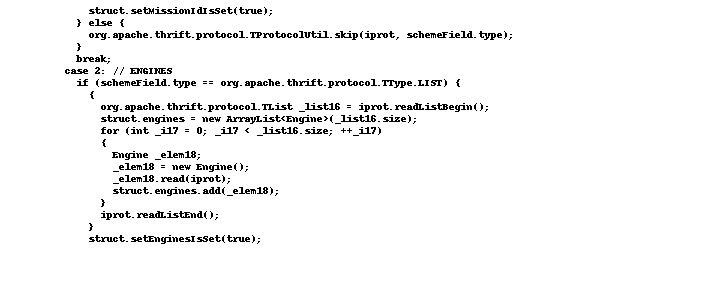 struct.setMissionIdIsSet(true);
} else {
org.apache.thrift.protocol.TProtocolUtil.skip(iprot, schemeField.type);
}
break;
case 2: // ENGINES
if (schemeField.type == org.apache.thrift.protocol.TType.LIST) {
{
org.apache.thrift.protocol.TList _list16 = iprot.readListBegin();
struct.engines = new ArrayList<Engine>(_list16.size);
for (int _i17 = 0; _i17 < _list16.size; ++_i17)
{
Engine _elem18;
_elem18 = new Engine();
_elem18.read(iprot);
struct.engines.add(_elem18);
}
iprot.readListEnd();
}
struct.setEnginesIsSet(true);